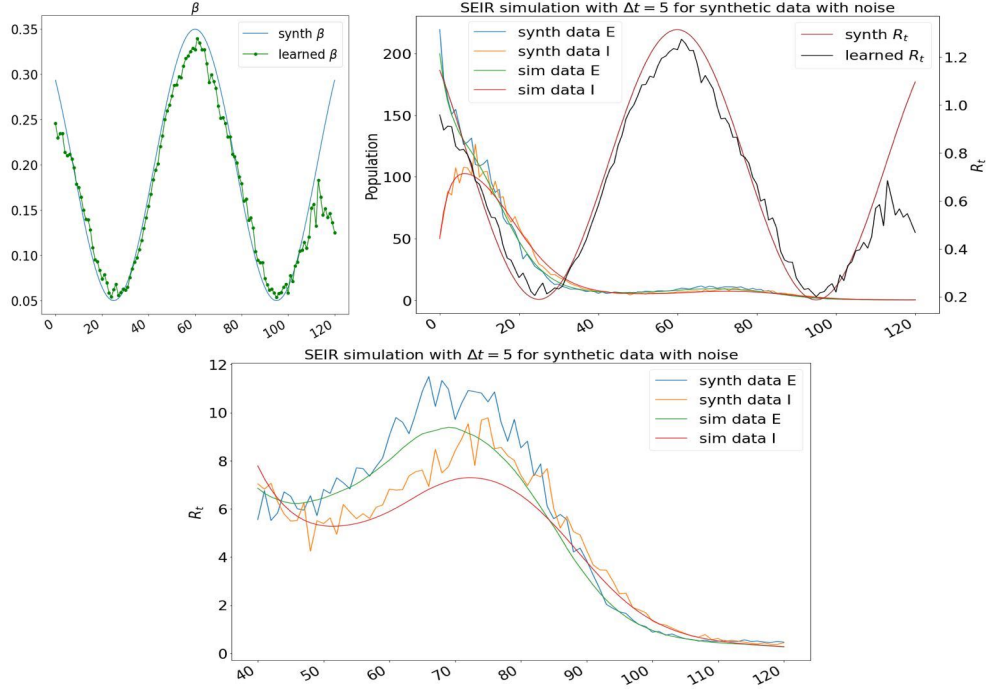 β
synth β
learned β
0.35
0.30
0.25
0.20
0.15
0.10
0.05
0
20
40
60
80
100
120
SEIR simulation with Δt = 5 for synthetic data with noise
synth data E
synth data I
sim data E
sim data I
synth Rt
learned Rt
Population
200
150
100
50
0
Rt
1.2
1.0
0.8
0.6
0.4
0.2
0
20
40
60
80
100
120
SEIR simulation with Δt = 5 for synthetic data with noise
synth data E
synth data I
sim data E
sim data I
Rt
12
10
8
6
4
2
0
40
50
60
70
80
90
100
110
120